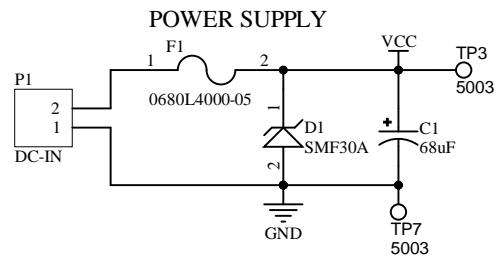 POWER SUPPLY
F1
1
2
0680L4000-05
VCC
TP3
5003
P1
2
1
DC-IN
1
D1
SMF30A
2
+
C1
68uF
GND
TP7
5003